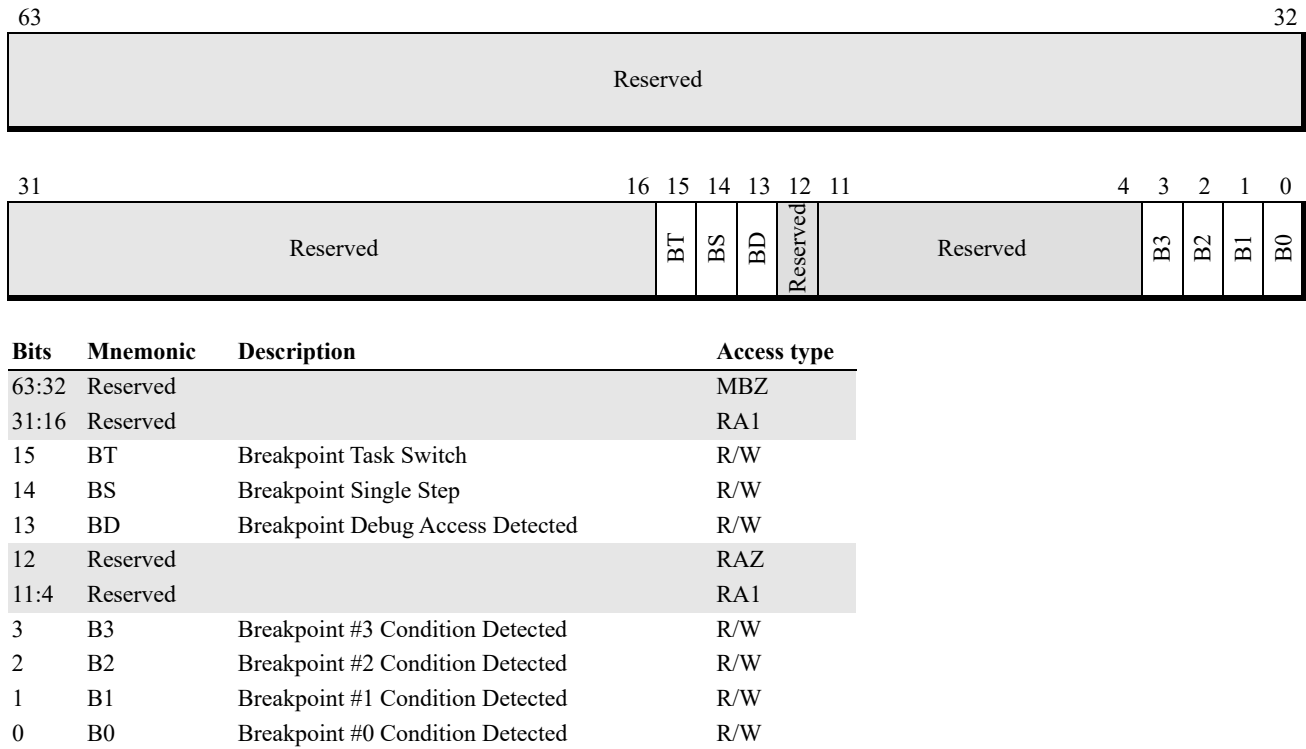 63 32
Reserved
31 16 15 14 13 12 11 4 3 2 1 0
Reserved BT BS BD Reserved Reserved B3 B2 B1 B0
Bits Mnemonic Description Access type
63:32 Reserved MBZ
31:16 Reserved RA1
15 BT Breakpoint Task Switch R/W
14 BS Breakpoint Single Step R/W
13 BD Breakpoint Debug Access Detected R/W
12 Reserved RAZ
11:4 Reserved RA1
3 B3 Breakpoint #3 Condition Detected R/W
2 B2 Breakpoint #2 Condition Detected R/W
1 B1 Breakpoint #1 Condition Detected R/W
0 B0 Breakpoint #0 Condition Detected R/W